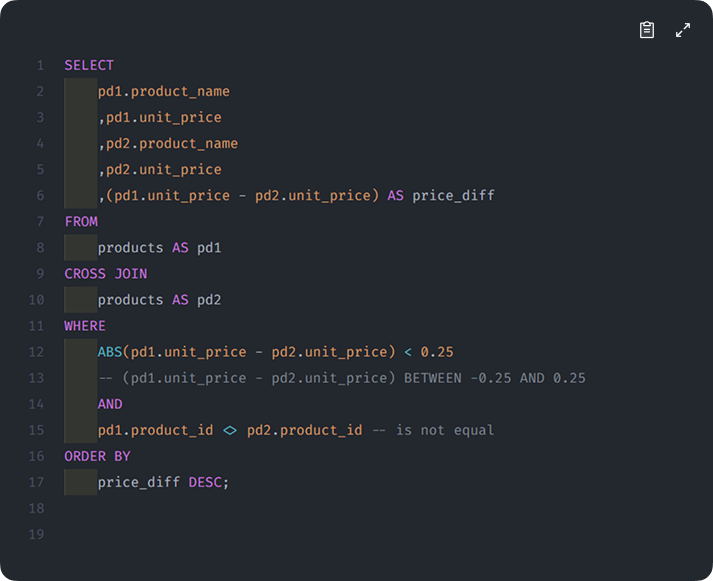 1 SELECT
2 pd1.product_name
3 ,pd1.unit_price
4 ,pd2.product_name
5 ,pd2.unit_price
6 ,(pd1.unit_price - pd2.unit_price) AS price_diff
7 FROM
8 products AS pd1
9 CROSS JOIN
10 products AS pd2
11 WHERE
12 ABS(pd1.unit_price - pd2.unit_price) < 0.25
13 -- (pd1.unit_price - pd2.unit_price) BETWEEN -0.25 AND 0.25
14 AND
15 pd1.product_id <> pd2.product_id -- is not equal
16 ORDER BY
17 price_diff DESC;
18
19